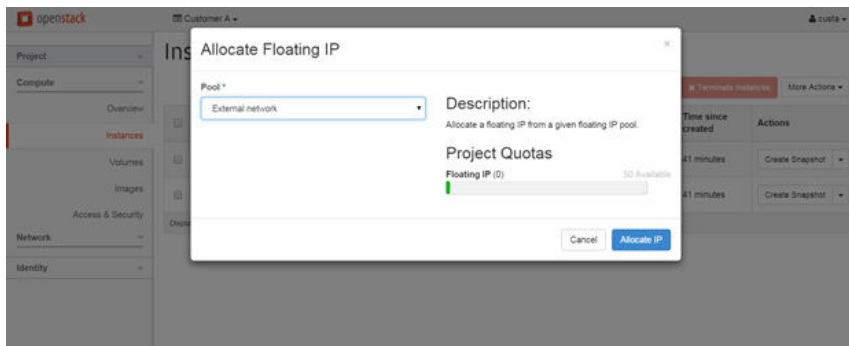 openstack
Customer A
custa
Project
Compute
Overview
Instances
Volumes
Images
Access & Security
Network
Identity
Ins
Terminate Instances
More Actions
Time since created
Actions
41 minutes
Create Snapshot
41 minutes
Create Snapshot
Displa
Allocate Floating IP
×
Pool *
External network
Description:
Allocate a floating IP from a given floating IP pool.
Project Quotas
Floating IP (0)
50 Available
Cancel
Allocate IP